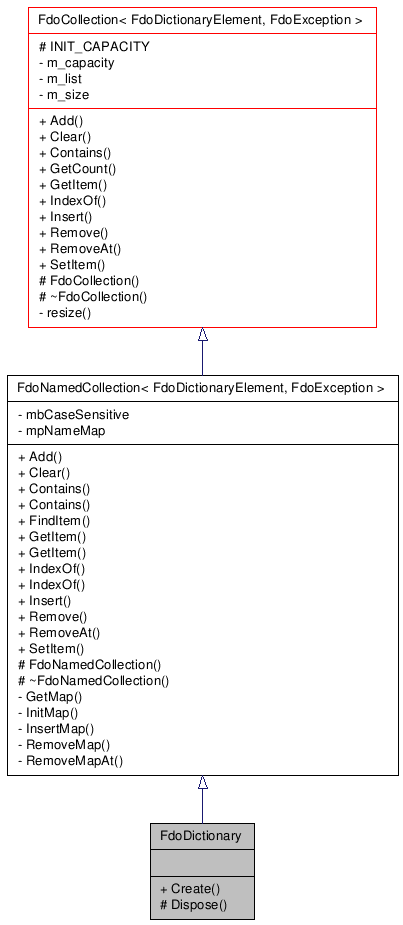 FdoCollection< FdoDictionaryElement, FdoException >
# INIT_CAPACITY
- m_capacity
- m_list
- m_size
+ Add()
+ Clear()
+ Contains()
+ GetCount()
+ GetItem()
+ IndexOf()
+ Insert()
+ Remove()
+ RemoveAt()
+ SetItem()
# FdoCollection()
# ~FdoCollection()
- resize()
FdoNamedCollection< FdoDictionaryElement, FdoException >
- mbCaseSensitive
- mpNameMap
+ Add()
+ Clear()
+ Contains()
+ Contains()
+ FindItem()
+ GetItem()
+ GetItem()
+ IndexOf()
+ IndexOf()
+ Insert()
+ Remove()
+ RemoveAt()
+ SetItem()
# FdoNamedCollection()
# ~FdoNamedCollection()
- GetMap()
- InitMap()
- InsertMap()
- RemoveMap()
- RemoveMapAt()
FdoDictionary
+ Create()
# Dispose()